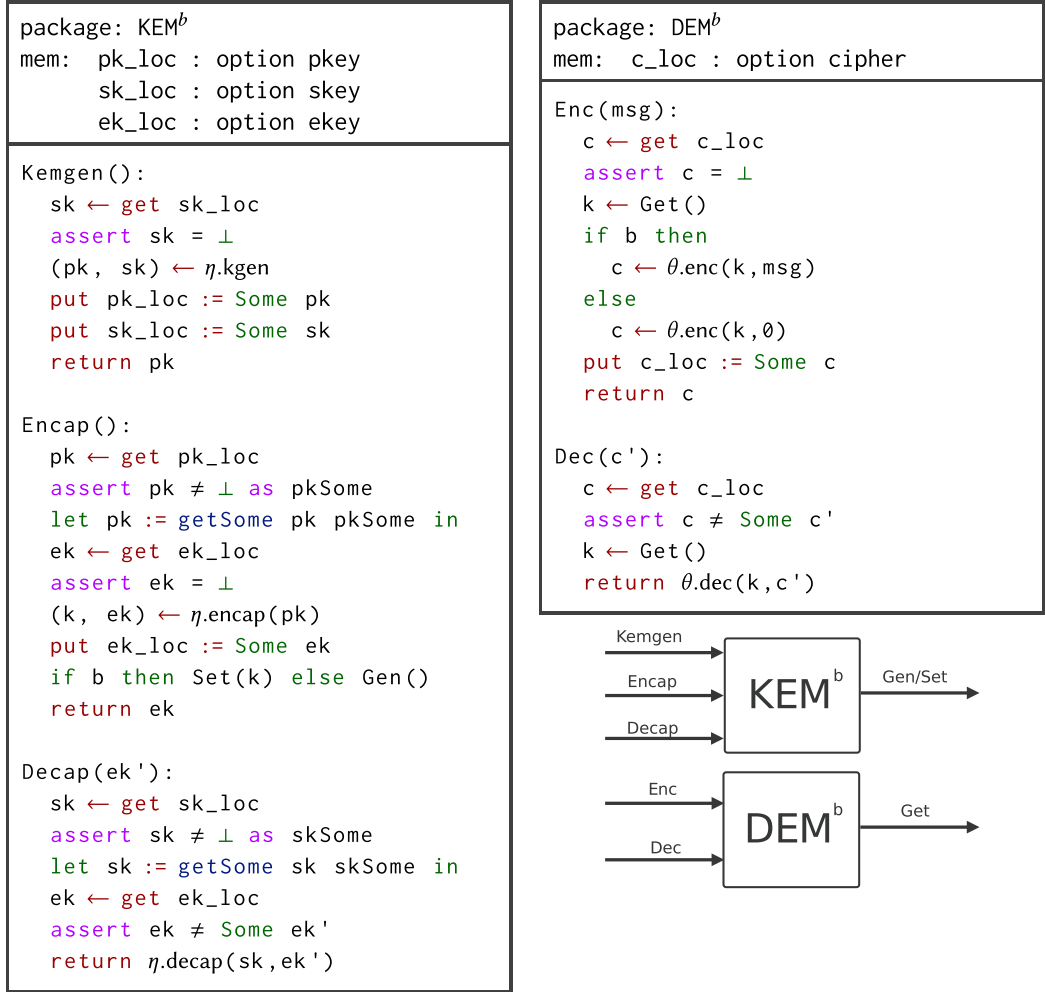 package: KEMᵇ
mem:  pk_loc : option pkey
      sk_loc : option skey
      ek_loc : option ekey
Kemgen():
  sk ← get sk_loc
  assert sk = ⊥
  (pk, sk) ← η.kgen
  put pk_loc := Some pk
  put sk_loc := Some sk
  return pk
Encap():
  pk ← get pk_loc
  assert pk ≠ ⊥ as pkSome
  let pk := getSome pk pkSome in
  ek ← get ek_loc
  assert ek = ⊥
  (k, ek) ← η.encap(pk)
  put ek_loc := Some ek
  if b then Set(k) else Gen()
  return ek
Decap(ek'):
  sk ← get sk_loc
  assert sk ≠ ⊥ as skSome
  let sk := getSome sk skSome in
  ek ← get ek_loc
  assert ek ≠ Some ek'
  return η.decap(sk,ek')
package: DEMᵇ
mem:  c_loc : option cipher
Enc(msg):
  c ← get c_loc
  assert c = ⊥
  k ← Get()
  if b then
    c ← θ.enc(k,msg)
  else
    c ← θ.enc(k,0)
  put c_loc := Some c
  return c
Dec(c'):
  c ← get c_loc
  assert c ≠ Some c'
  k ← Get()
  return θ.dec(k,c')
Kemgen
Encap
Decap
KEMᵇ
Gen/Set
Enc
Dec
DEMᵇ
Get